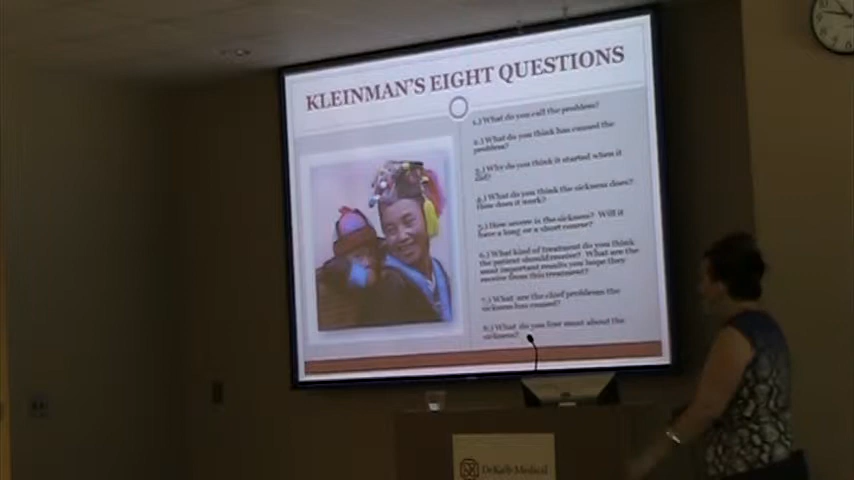 KLEINMAN'S EIGHT QUESTIONS
1.) What do you call the problem?
2.) What do you think has caused the
problem?
3.) Why do you think it started when it
did?
4.) What do you think the sickness does?
How does it work?
5.) How severe is the sickness? Will it
have a long or a short course?
6.) What kind of treatment do you think
the patient should receive? What are the
most important results you hope they
receive from this treatment?
7.) What are the chief problems the
sickness has caused?
8.) What do you fear most about the
sickness?
DeKalb Medical